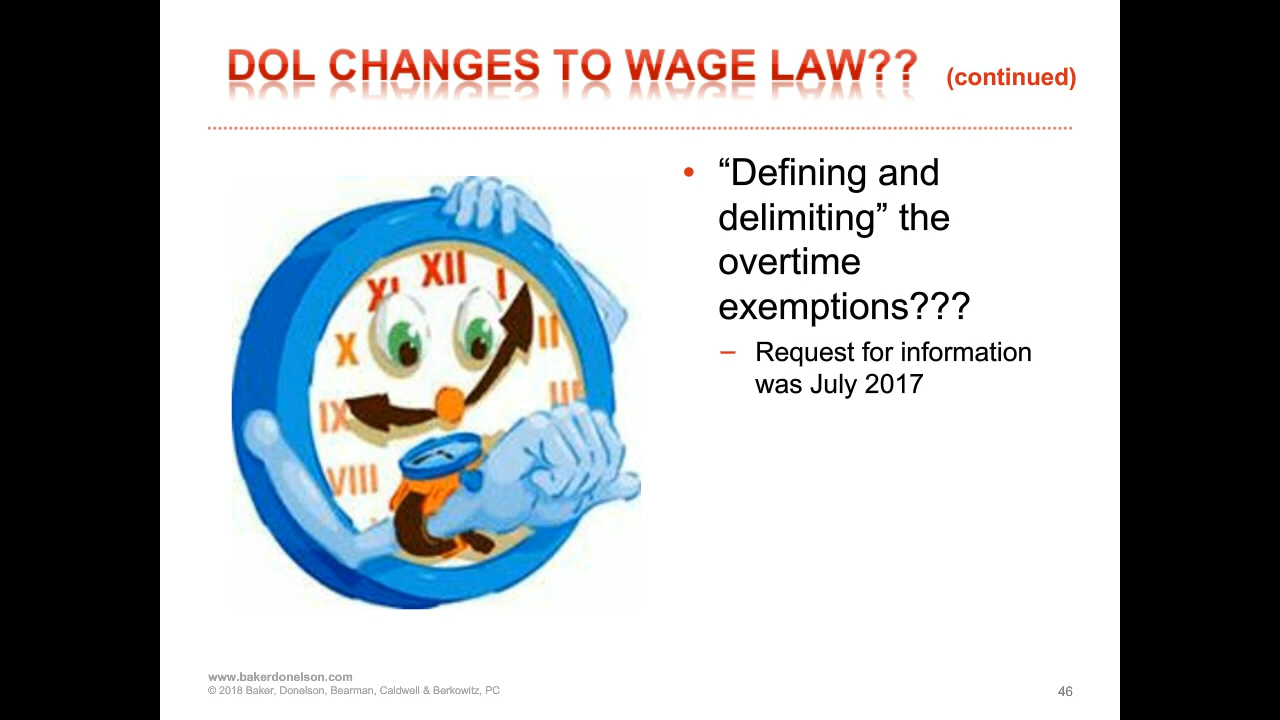 DOL CHANGES TO WAGE LAW?? (continued)
• “Defining and
delimiting” the
overtime
exemptions???
– Request for information
was July 2017
XII
XI
I
X
II
III
IX
VIII
www.bakerdonelson.com
© 2018 Baker, Donelson, Bearman, Caldwell & Berkowitz, PC
46